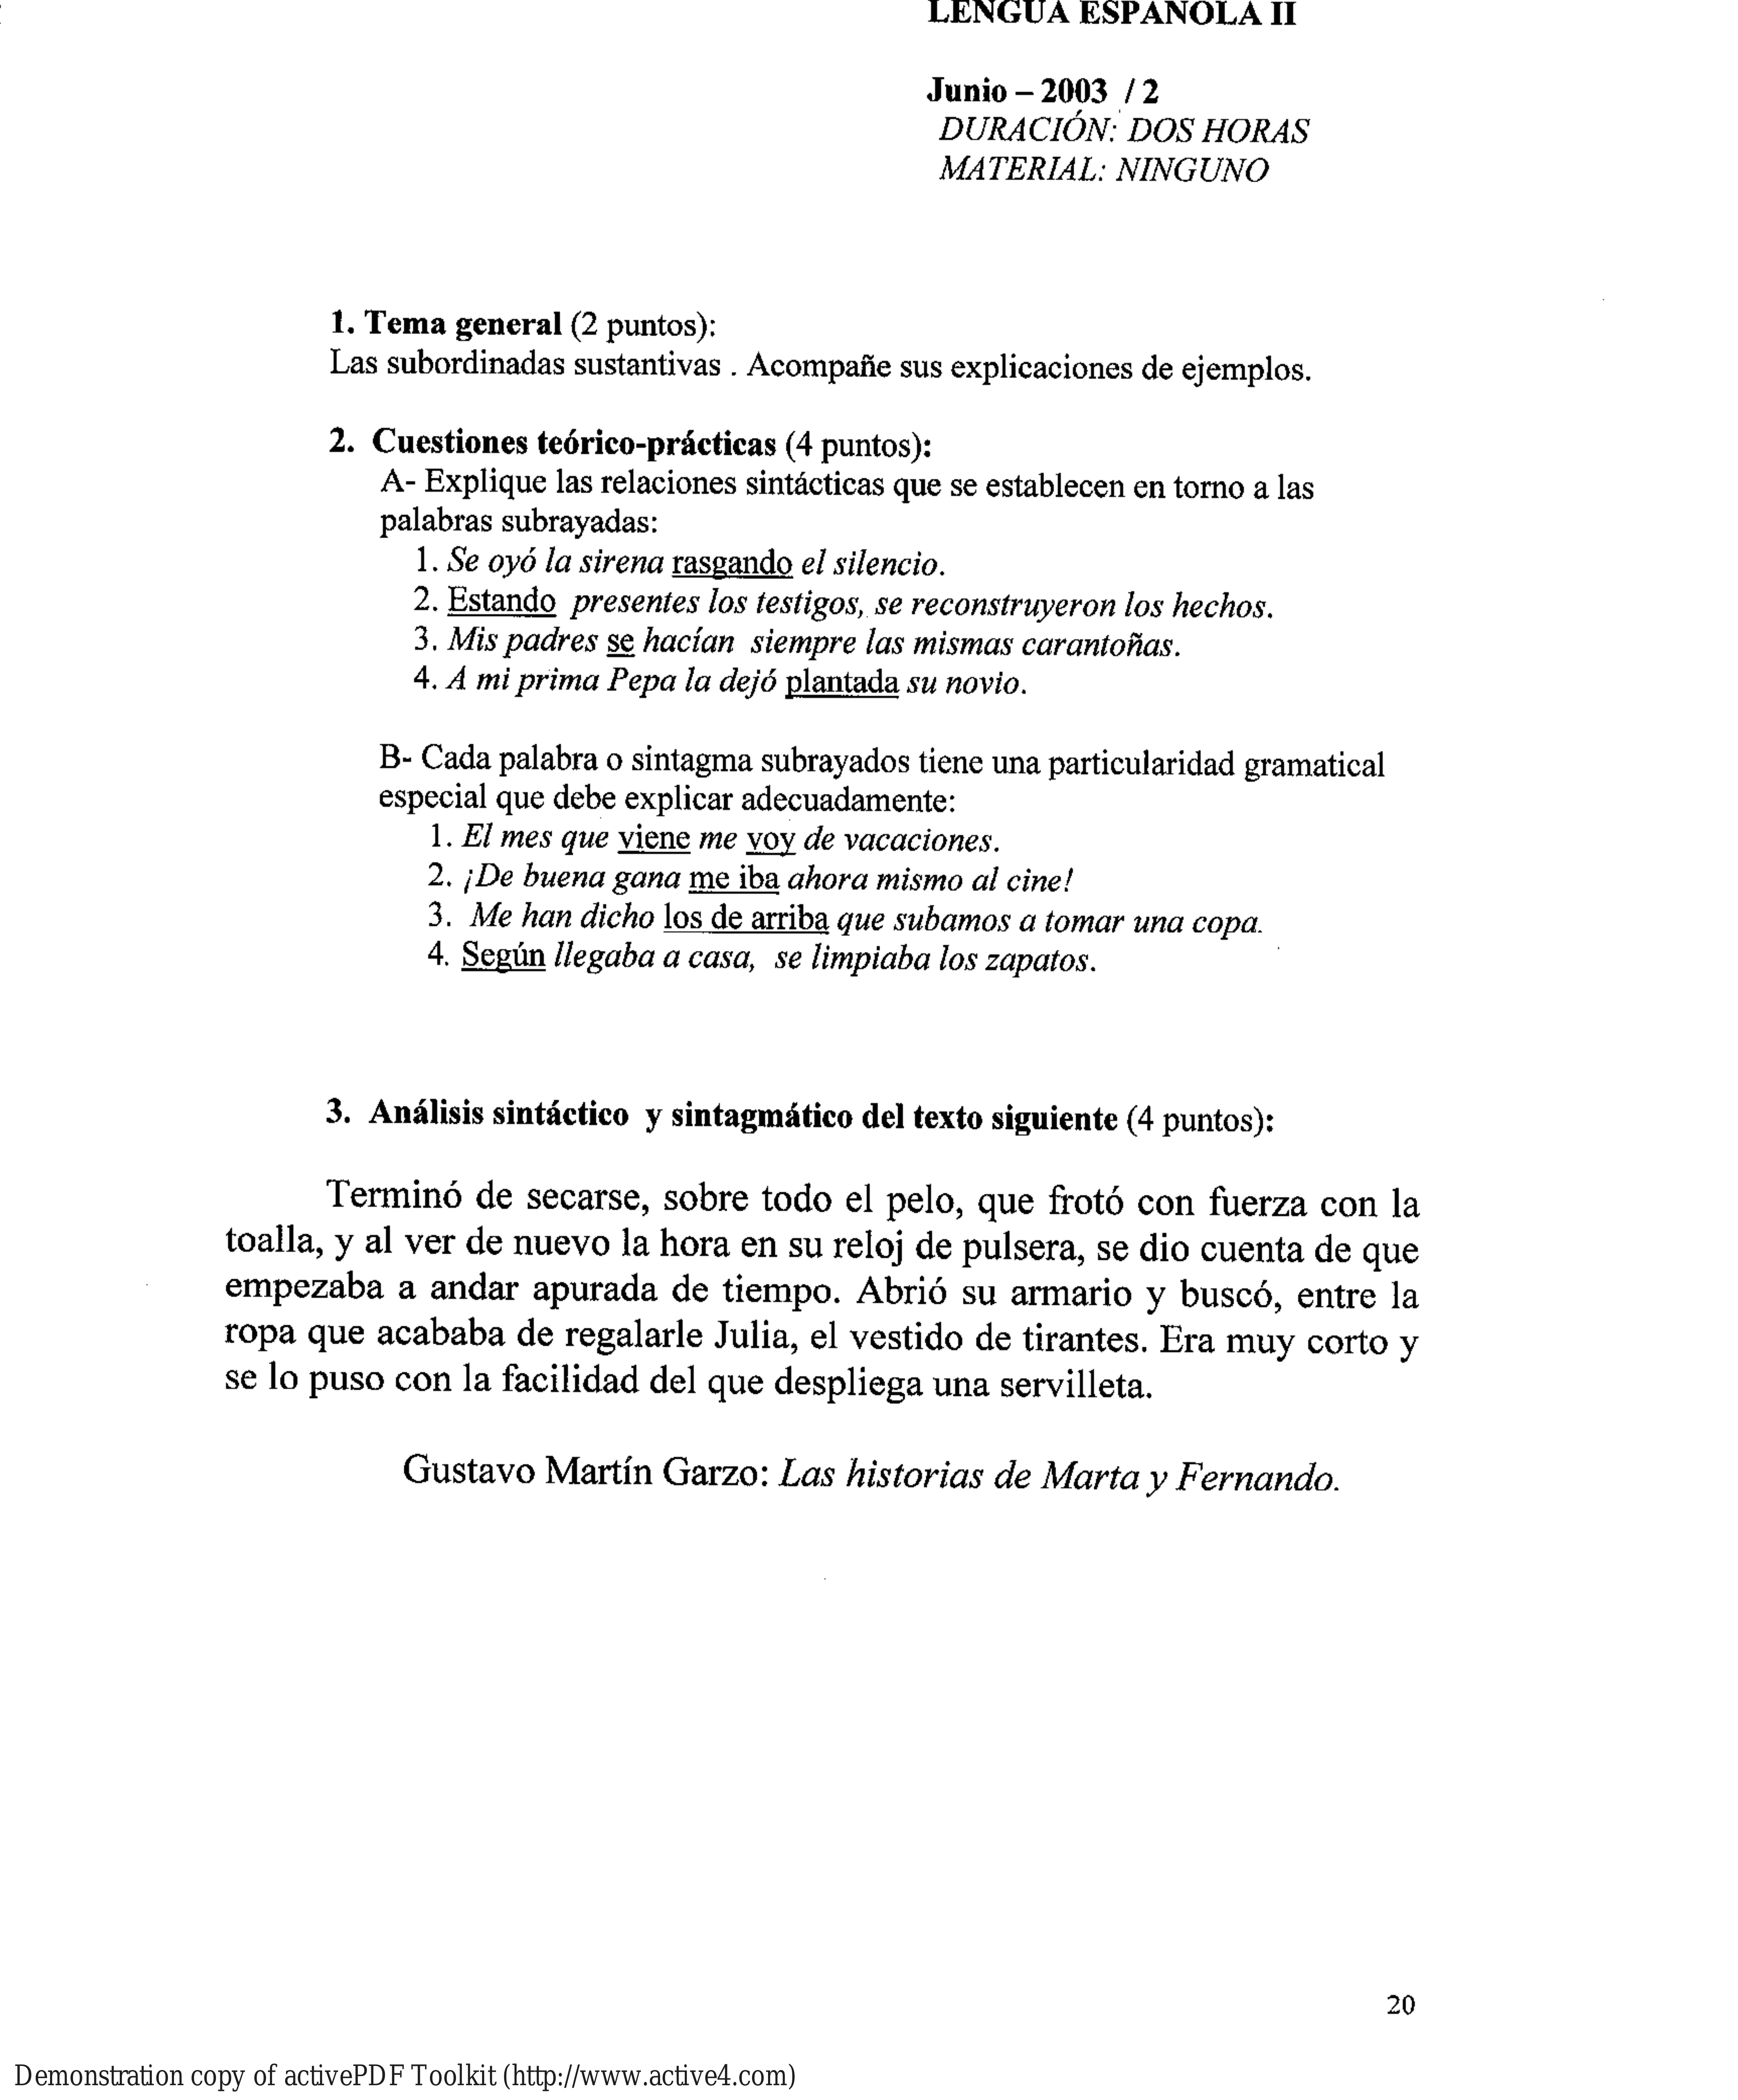 LENGUA ESPAÑOLA II
Junio – 2003 / 2
DURACIÓN: DOS HORAS
MATERIAL: NINGUNO
1. Tema general (2 puntos):
Las subordinadas sustantivas . Acompañe sus explicaciones de ejemplos.
2. Cuestiones teórico-prácticas (4 puntos):
A- Explique las relaciones sintácticas que se establecen en torno a las
palabras subrayadas:
1. Se oyó la sirena rasgando el silencio.
2. Estando presentes los testigos, se reconstruyeron los hechos.
3. Mis padres se hacían siempre las mismas carantoñas.
4. A mi prima Pepa la dejó plantada su novio.
B- Cada palabra o sintagma subrayados tiene una particularidad gramatical
especial que debe explicar adecuadamente:
1. El mes que viene me voy de vacaciones.
2. ¡De buena gana me iba ahora mismo al cine!
3. Me han dicho los de arriba que subamos a tomar una copa.
4. Según llegaba a casa, se limpiaba los zapatos.
3. Análisis sintáctico y sintagmático del texto siguiente (4 puntos):
Terminó de secarse, sobre todo el pelo, que frotó con fuerza con la
toalla, y al ver de nuevo la hora en su reloj de pulsera, se dio cuenta de que
empezaba a andar apurada de tiempo. Abrió su armario y buscó, entre la
ropa que acababa de regalarle Julia, el vestido de tirantes. Era muy corto y
se lo puso con la facilidad del que despliega una servilleta.
Gustavo Martín Garzo: Las historias de Marta y Fernando.
20
Demonstration copy of activePDF Toolkit (http://www.active4.com)